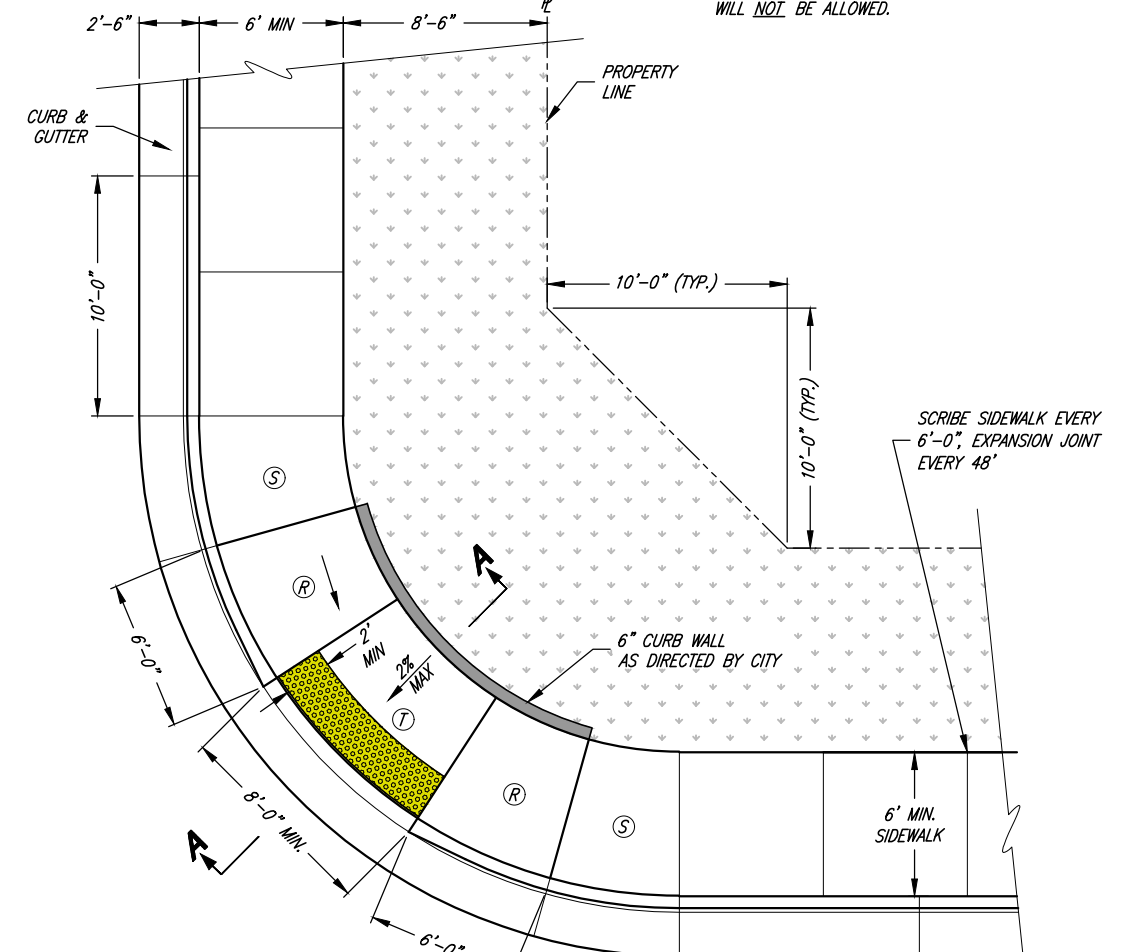 WILL NOT BE ALLOWED.
2'-6"
6' MIN
8'-6"
PL
PROPERTY
LINE
CURB &
GUTTER
10'-0"
10'-0" (TYP.)
10'-0" (TYP.)
SCRIBE SIDEWALK EVERY
6'-0", EXPANSION JOINT
EVERY 48'
S
R
A
6'-0"
2'
MIN
2%
MAX
T
6" CURB WALL
AS DIRECTED BY CITY
R
S
6' MIN.
SIDEWALK
8'-0" MIN.
A
6'-0"